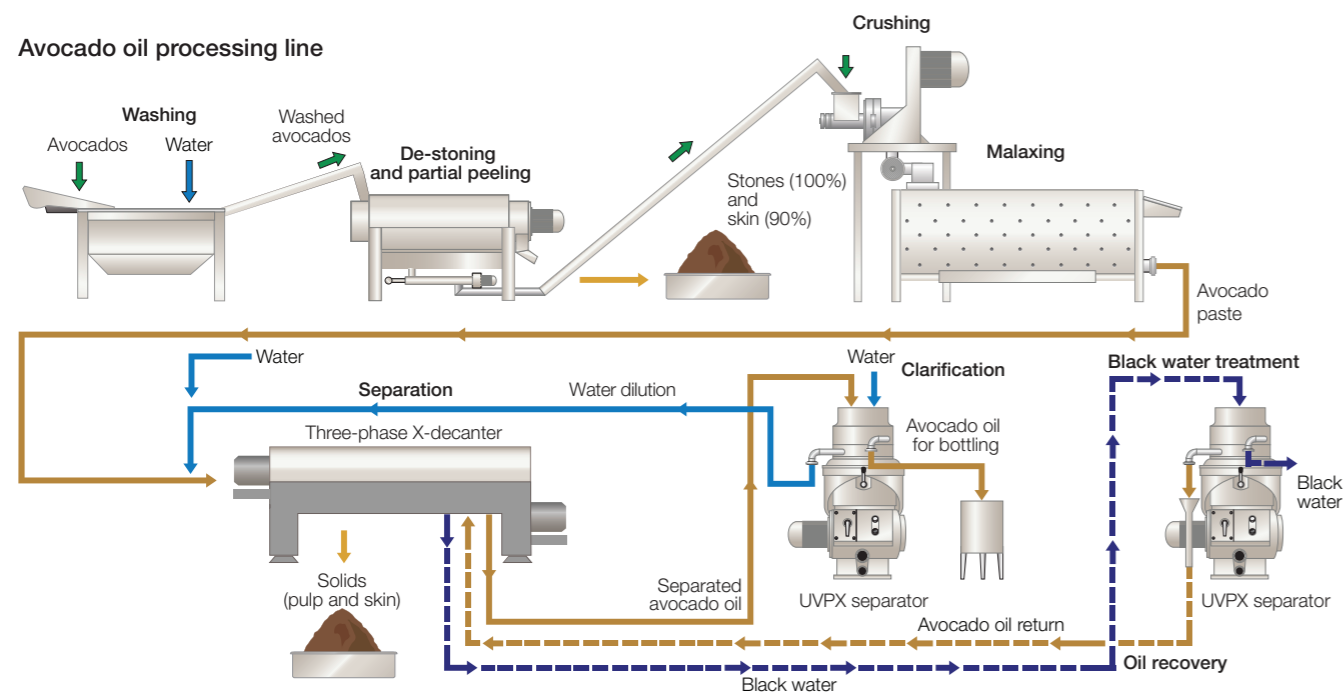 Avocado oil processing line
Crushing
Washing
Avocados
Water
Washed
avocados
De-stoning
and partial peeling
Stones (100%)
and
skin (90%)
Malaxing
Avocado
paste
Water
Separation
Water dilution
Three-phase X-decanter
Water
Clarification
Avocado oil
for bottling
Black water treatment
Black
water
Solids
(pulp and skin)
Separated
avocado oil
UVPX separator
UVPX separator
Avocado oil return
Oil recovery
Black water